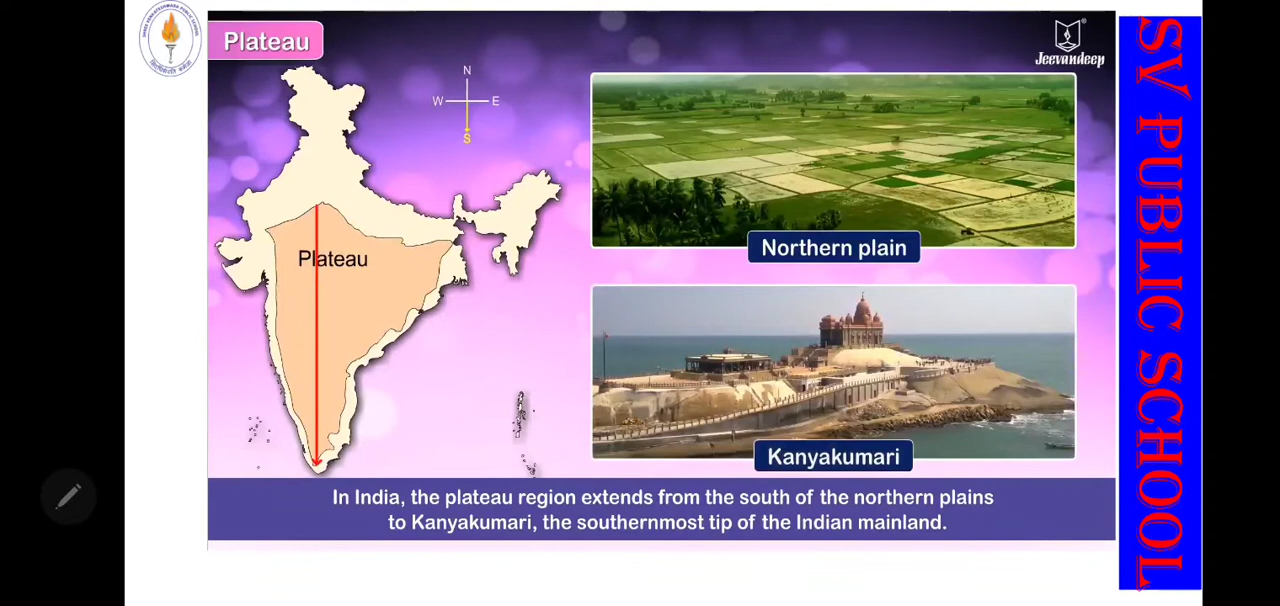 Plateau
Jeevandeep
N
W E
S
Plateau
Northern plain
Kanyakumari
In India, the plateau region extends from the south of the northern plains
to Kanyakumari, the southernmost tip of the Indian mainland.
SV PUBLIC SCHOOL